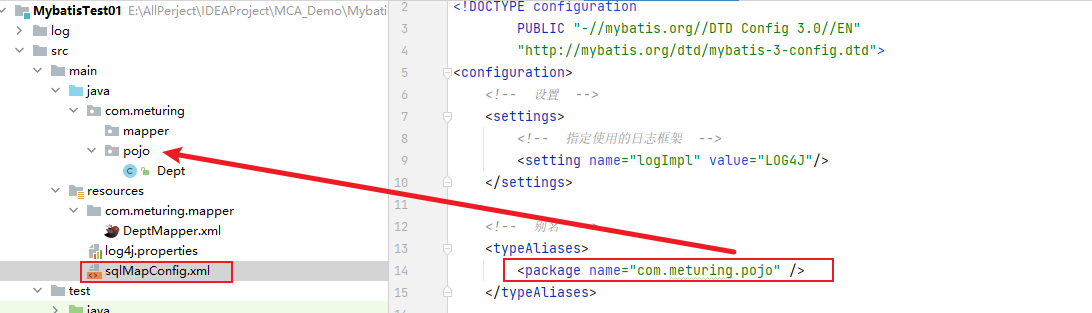 MybatisTest01 E:\AllPerject\IDEAProject\MCA_Demo\Mybati
log
src
main
java
com.meturing
mapper
pojo
Dept
resources
com.meturing.mapper
DeptMapper.xml
log4j.properties
sqlMapConfig.xml
test
java
2 <!DOCTYPE configuration
3 PUBLIC "-//mybatis.org//DTD Config 3.0//EN"
4 "http://mybatis.org/dtd/mybatis-3-config.dtd">
5 <configuration>
6 <!-- 设置 -->
7 <settings>
8 <!-- 指定使用的日志框架 -->
9 <setting name="logImpl" value="LOG4J"/>
10 </settings>
11
12 <!-- 别名 -->
13 <typeAliases>
14 <package name="com.meturing.pojo" />
15 </typeAliases>